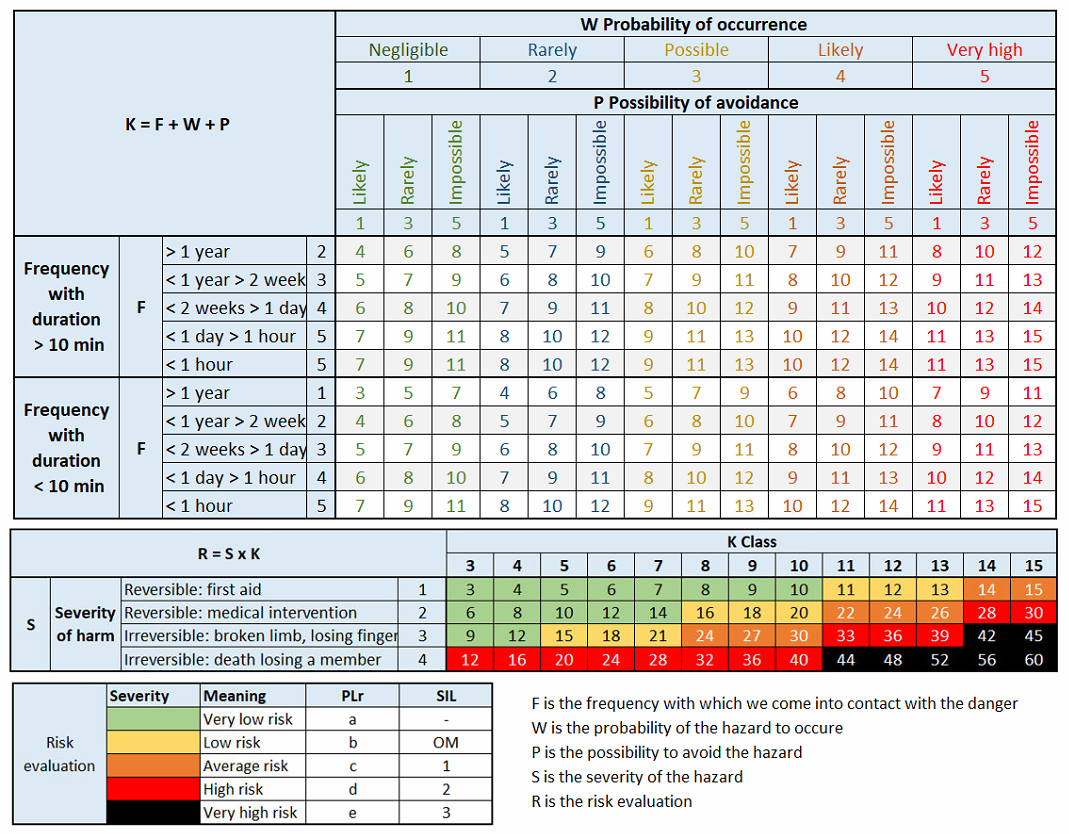 W Probability of occurrence
Negligible Rarely Possible Likely Very high
1 2 3 4 5
K = F + W + P
P Possibility of avoidance
Likely Rarely Impossible Likely Rarely Impossible Likely Rarely Impossible Likely Rarely Impossible Likely Rarely Impossible
1 3 5 1 3 5 1 3 5 1 3 5 1 3 5
Frequency with duration > 10 min
F
> 1 year 2 4 6 8 5 7 9 6 8 10 7 9 11 8 10 12
< 1 year > 2 week 3 5 7 9 6 8 10 7 9 11 8 10 12 9 11 13
< 2 weeks > 1 day 4 6 8 10 7 9 11 8 10 12 9 11 13 10 12 14
< 1 day > 1 hour 5 7 9 11 8 10 12 9 11 13 10 12 14 11 13 15
< 1 hour 5 7 9 11 8 10 12 9 11 13 10 12 14 11 13 15
Frequency with duration < 10 min
F
> 1 year 1 3 5 7 4 6 8 5 7 9 6 8 10 7 9 11
< 1 year > 2 week 2 4 6 8 5 7 9 6 8 10 7 9 11 8 10 12
< 2 weeks > 1 day 3 5 7 9 6 8 10 7 9 11 8 10 12 9 11 13
< 1 day > 1 hour 4 6 8 10 7 9 11 8 10 12 9 11 13 10 12 14
< 1 hour 5 7 9 11 8 10 12 9 11 13 10 12 14 11 13 15
R = S x K
K Class
3 4 5 6 7 8 9 10 11 12 13 14 15
S
Severity of harm
Reversible: first aid 1 3 4 5 6 7 8 9 10 11 12 13 14 15
Reversible: medical intervention 2 6 8 10 12 14 16 18 20 22 24 26 28 30
Irreversible: broken limb, losing finger 3 9 12 15 18 21 24 27 30 33 36 39 42 45
Irreversible: death losing a member 4 12 16 20 24 28 32 36 40 44 48 52 56 60
Risk evaluation
Severity Meaning PLr SIL
Very low risk a -
Low risk b OM
Average risk c 1
High risk d 2
Very high risk e 3
F is the frequency with which we come into contact with the danger
W is the probability of the hazard to occure
P is the possibility to avoid the hazard
S is the severity of the hazard
R is the risk evaluation